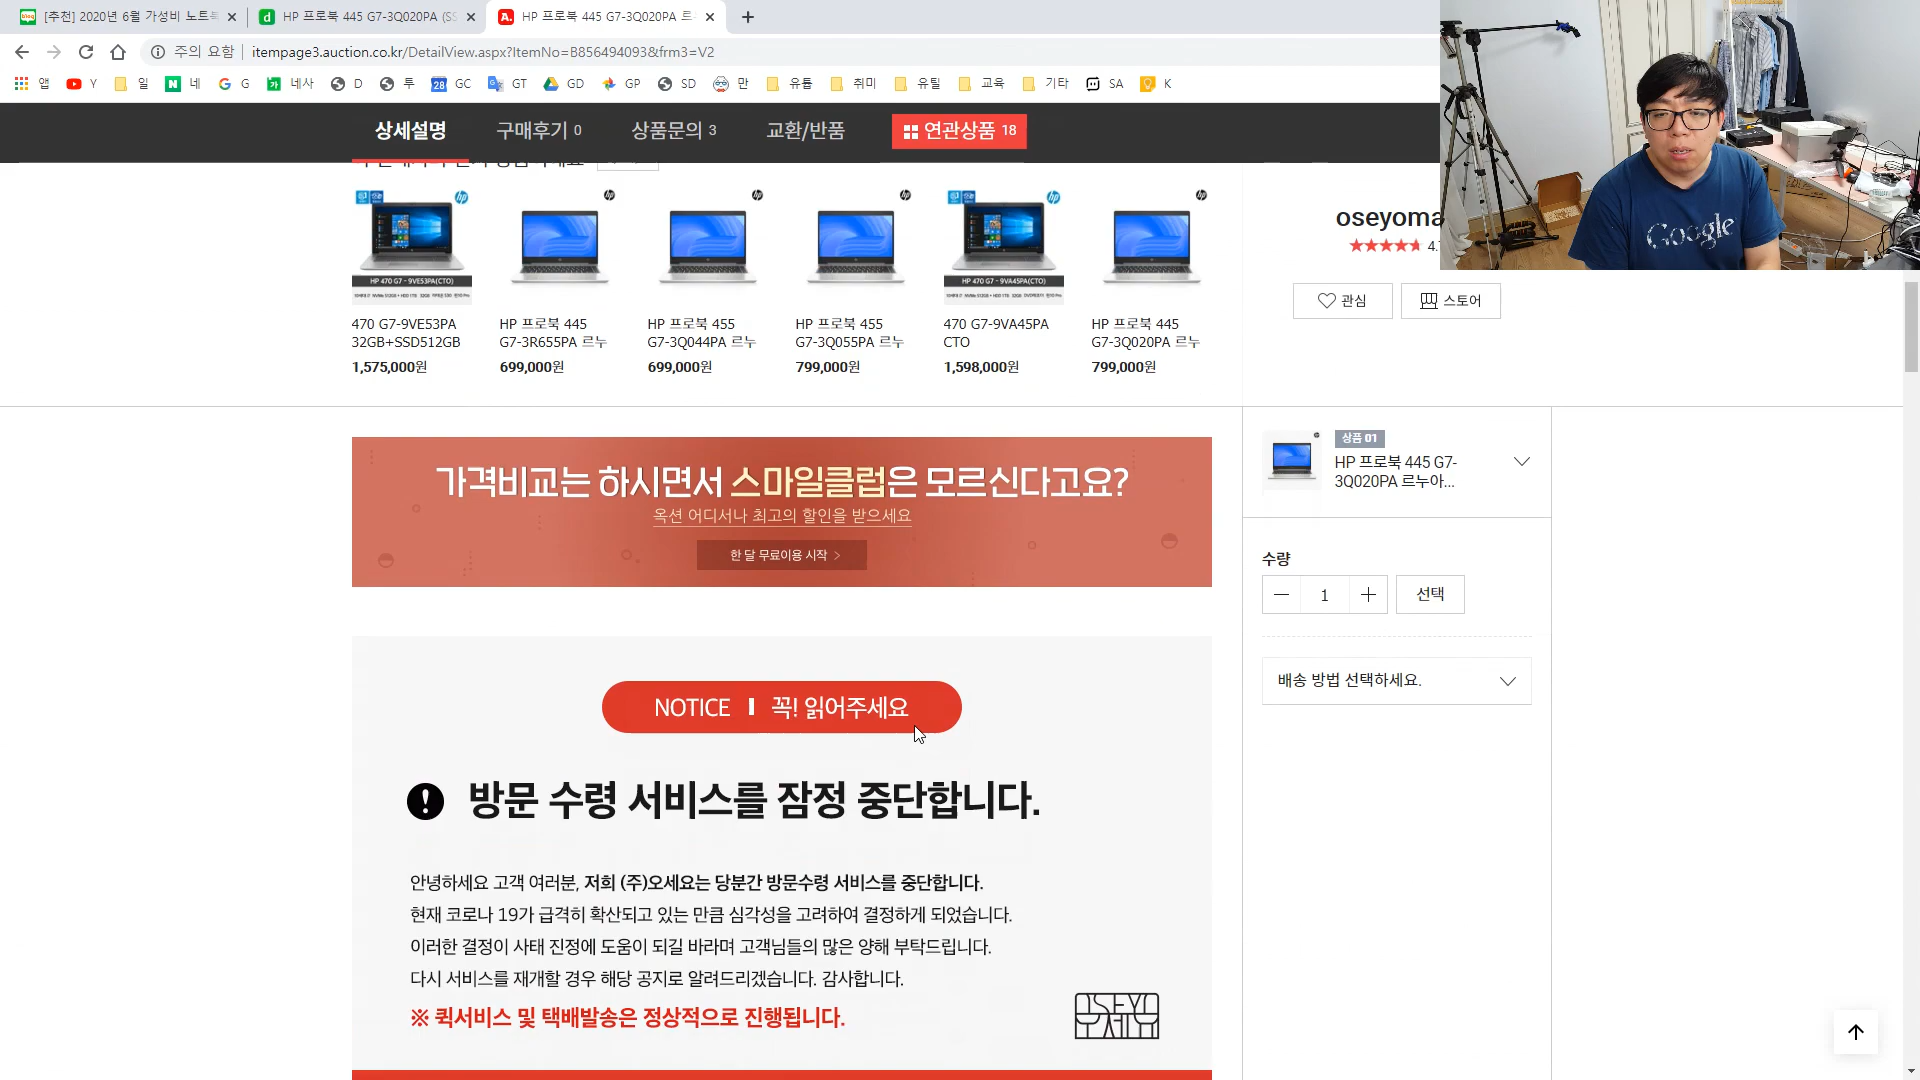 [추천] 2020년 6월 가성비 노트북
HP 프로북 445 G7-3Q020PA (SS
HP 프로북 445 G7-3Q020PA 르
주의 요함
itempage3.auction.co.kr/DetailView.aspx?ItemNo=B856494093&frm3=V2
앱 Y 일 네 G 네사 D 투 GC GT GD GP SD 만 유튭 취미 유틸 교육 기타 SA K
상세설명 구매후기 0 상품문의 3 교환/반품 연관상품 18
HP 470 G7 - 9VE53PA(CTO)
HP 470 G7 - 9VA45PA(CTO)
470 G7-9VE53PA
32GB+SSD512GB
1,575,000원
HP 프로북 445
G7-3R655PA 르누
699,000원
HP 프로북 455
G7-3Q044PA 르누
699,000원
HP 프로북 455
G7-3Q055PA 르누
799,000원
470 G7-9VA45PA
CTO
1,598,000원
HP 프로북 445
G7-3Q020PA 르누
799,000원
oseyoma
관심
스토어
Google
가격비교는 하시면서 스마일클럽은 모르신다고요?
옥션 어디서나 최고의 할인을 받으세요
한 달 무료이용 시작 >
상품 01
HP 프로북 445 G7-
3Q020PA 르누아...
수량
1
선택
배송 방법 선택하세요.
NOTICE 꼭! 읽어주세요
방문 수령 서비스를 잠정 중단합니다.
안녕하세요 고객 여러분, 저희 (주)오세요는 당분간 방문수령 서비스를 중단합니다.
현재 코로나 19가 급격히 확산되고 있는 만큼 심각성을 고려하여 결정하게 되었습니다.
이러한 결정이 사태 진정에 도움이 되길 바라며 고객님들의 많은 양해 부탁드립니다.
다시 서비스를 재개할 경우 해당 공지로 알려드리겠습니다. 감사합니다.
※ 퀵서비스 및 택배발송은 정상적으로 진행됩니다.